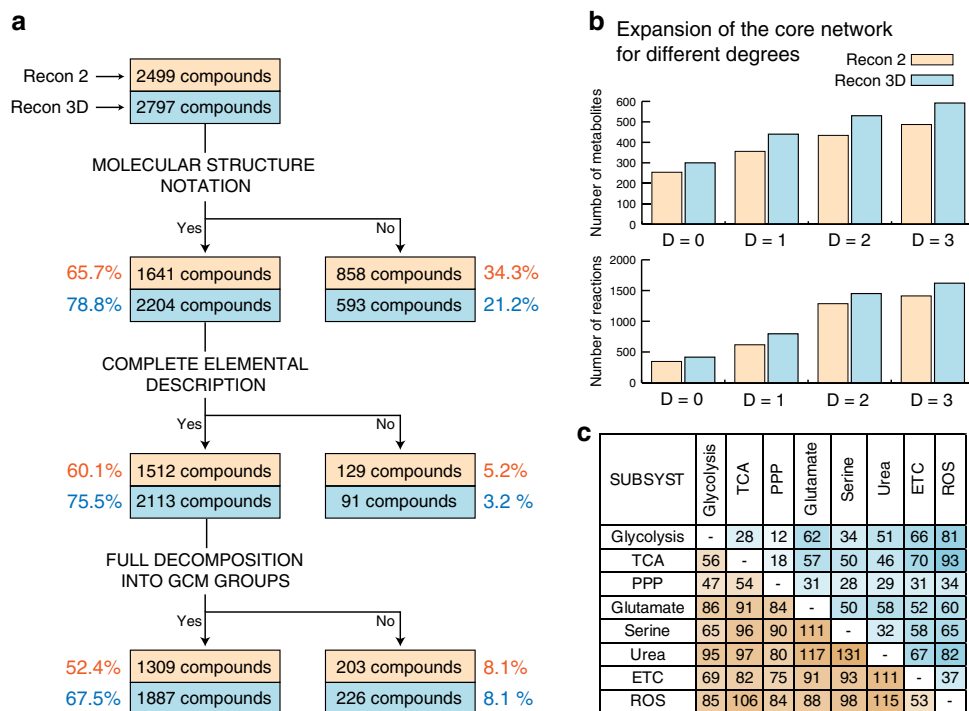 a
Recon 2
2499 compounds
Recon 3D
2797 compounds
MOLECULAR STRUCTURE
NOTATION
Yes
No
65.7%
1641 compounds
858 compounds
34.3%
78.8%
2204 compounds
593 compounds
21.2%
COMPLETE ELEMENTAL
DESCRIPTION
Yes
No
60.1%
1512 compounds
129 compounds
5.2%
75.5%
2113 compounds
91 compounds
3.2 %
FULL DECOMPOSITION
INTO GCM GROUPS
Yes
No
52.4%
1309 compounds
203 compounds
8.1%
67.5%
1887 compounds
226 compounds
8.1 %
b
Expansion of the core network
for different degrees
Recon 2
Recon 3D
Number of metabolites
600
500
400
300
200
100
0
D = 0 D = 1 D = 2 D = 3
Number of reactions
2000
1500
1000
500
0
D = 0 D = 1 D = 2 D = 3
c
SUBSYST Glycolysis TCA PPP Glutamate Serine Urea ETC ROS
Glycolysis - 28 12 62 34 51 66 81
TCA 56 - 18 57 50 46 70 93
PPP 47 54 - 31 28 29 31 34
Glutamate 86 91 84 - 50 58 52 60
Serine 65 96 90 111 - 32 58 65
Urea 95 97 80 117 131 - 67 82
ETC 69 82 75 91 93 111 - 37
ROS 85 106 84 88 98 115 53 -